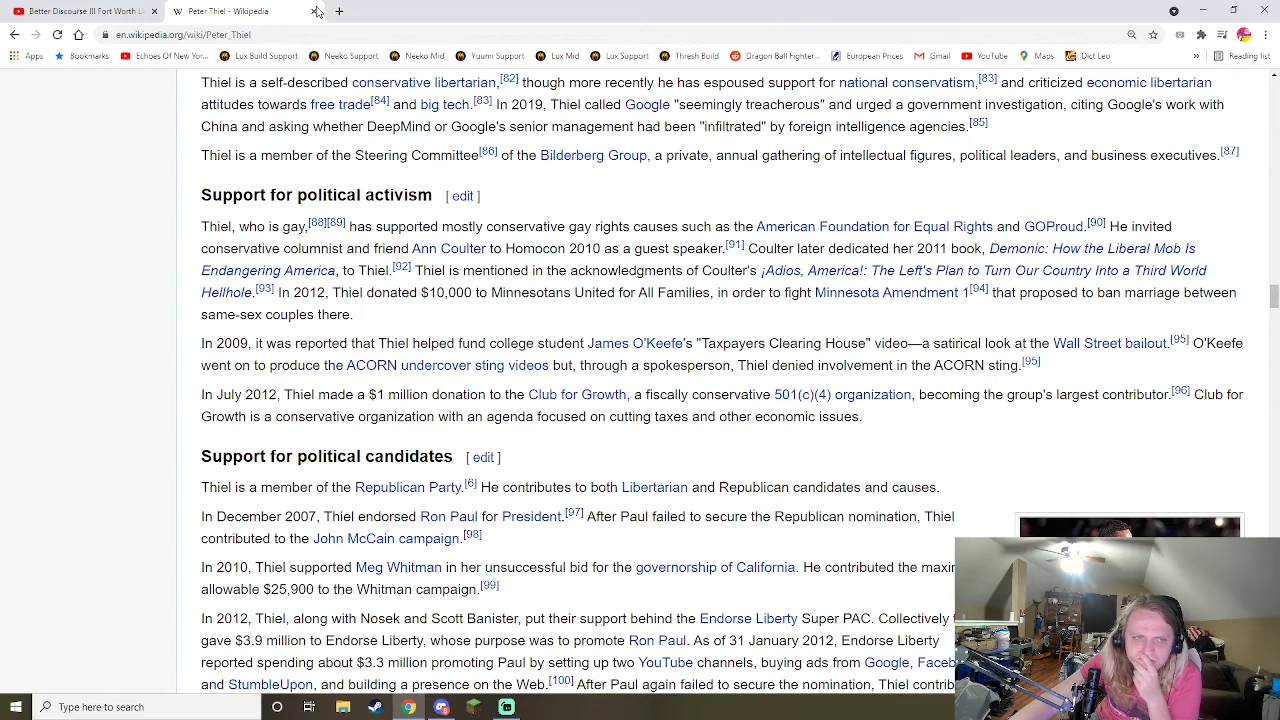 Better Discourse III Fort Worth Li
Peter Thiel - Wikipedia
en.wikipedia.org/wiki/Peter_Thiel
Apps Bookmarks Echoes Of New Yor... Lux Build Support Neeko Support Neeko Mid Yuumi Support Lux Mid Lux Support Thresh Build Dragon Ball Fighter... European Prices Gmail YouTube Maps Dict Leo » Reading list
Thiel is a self-described conservative libertarian,[82] though more recently he has espoused support for national conservatism,[83] and criticized economic libertarian
attitudes towards free trade[84] and big tech.[83] In 2019, Thiel called Google "seemingly treacherous" and urged a government investigation, citing Google's work with
China and asking whether DeepMind or Google's senior management had been "infiltrated" by foreign intelligence agencies.[85]
Thiel is a member of the Steering Committee[86] of the Bilderberg Group, a private, annual gathering of intellectual figures, political leaders, and business executives.[87]
Support for political activism [ edit ]
Thiel, who is gay,[88][89] has supported mostly conservative gay rights causes such as the American Foundation for Equal Rights and GOProud.[90] He invited
conservative columnist and friend Ann Coulter to Homocon 2010 as a guest speaker.[91] Coulter later dedicated her 2011 book, Demonic: How the Liberal Mob Is
Endangering America, to Thiel.[92] Thiel is mentioned in the acknowledgments of Coulter's ¡Adios, America!: The Left's Plan to Turn Our Country Into a Third World
Hellhole.[93] In 2012, Thiel donated $10,000 to Minnesotans United for All Families, in order to fight Minnesota Amendment 1[94] that proposed to ban marriage between
same-sex couples there.
In 2009, it was reported that Thiel helped fund college student James O'Keefe's "Taxpayers Clearing House" video—a satirical look at the Wall Street bailout.[95] O'Keefe
went on to produce the ACORN undercover sting videos but, through a spokesperson, Thiel denied involvement in the ACORN sting.[95]
In July 2012, Thiel made a $1 million donation to the Club for Growth, a fiscally conservative 501(c)(4) organization, becoming the group's largest contributor.[96] Club for
Growth is a conservative organization with an agenda focused on cutting taxes and other economic issues.
Support for political candidates [ edit ]
Thiel is a member of the Republican Party.[6] He contributes to both Libertarian and Republican candidates and causes.
In December 2007, Thiel endorsed Ron Paul for President.[97] After Paul failed to secure the Republican nomination, Thiel
contributed to the John McCain campaign.[98]
In 2010, Thiel supported Meg Whitman in her unsuccessful bid for the governorship of California. He contributed the maxi
allowable $25,900 to the Whitman campaign.[99]
In 2012, Thiel, along with Nosek and Scott Banister, put their support behind the Endorse Liberty Super PAC. Collectively
gave $3.9 million to Endorse Liberty, whose purpose was to promote Ron Paul. As of 31 January 2012, Endorse Liberty
reported spending about $3.3 million promoting Paul by setting up two YouTube channels, buying ads from Google, Faceb
and StumbleUpon, and building a presence on the Web.[100] After Paul again failed to secure the nomination, Thiel contrib
Type here to search